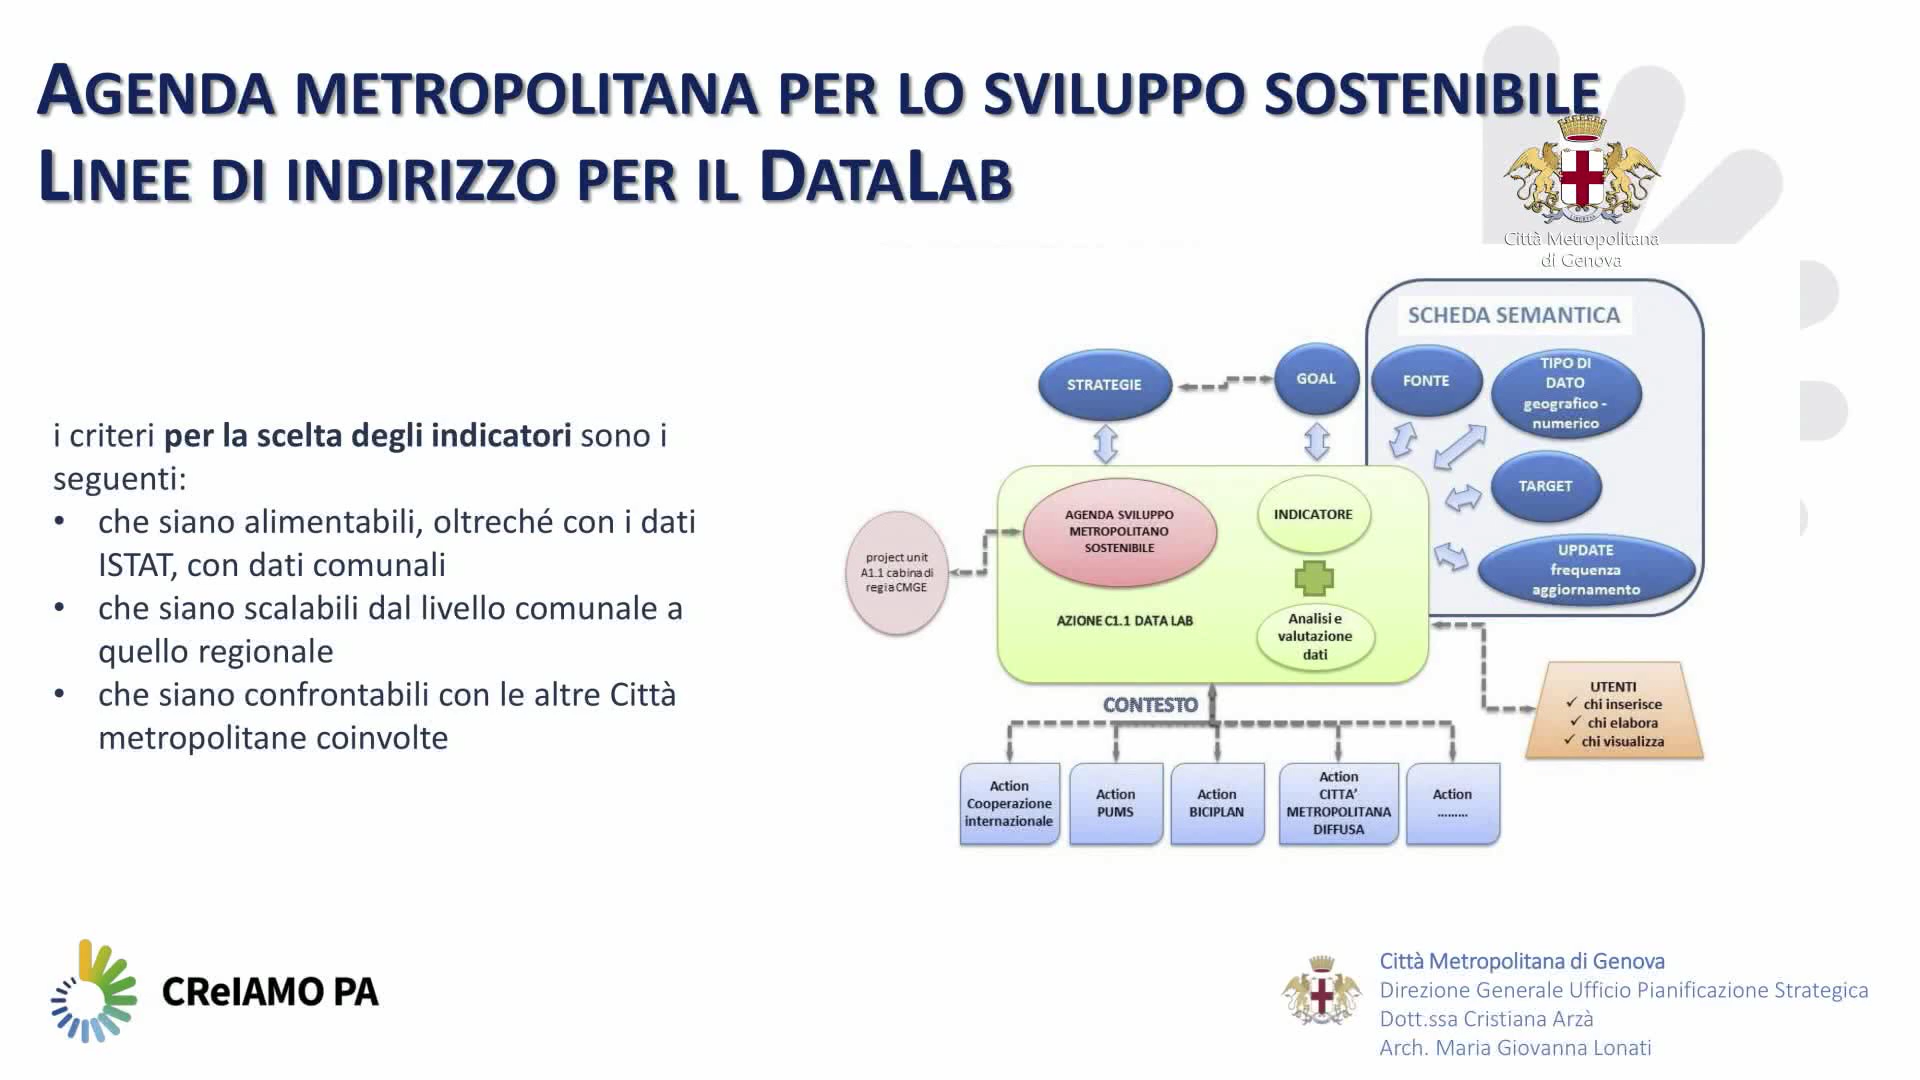 AGENDA METROPOLITANA PER LO SVILUPPO SOSTENIBILE
LINEE DI INDIRIZZO PER IL DATALAB
Città Metropolitana
di Genova
i criteri per la scelta degli indicatori sono i
seguenti:
• che siano alimentabili, oltreché con i dati
ISTAT, con dati comunali
• che siano scalabili dal livello comunale a
quello regionale
• che siano confrontabili con le altre Città
metropolitane coinvolte
SCHEDA SEMANTICA
STRATEGIE
GOAL
FONTE
TIPO DI
DATO
geografico -
numerico
TARGET
UPDATE
frequenza
aggiornamento
project unit
A1.1 cabina di
regia CMGE
AGENDA SVILUPPO
METROPOLITANO
SOSTENIBILE
INDICATORE
AZIONE C1.1 DATA LAB
Analisi e
valutazione
dati
UTENTI
✓ chi inserisce
✓ chi elabora
✓ chi visualizza
CONTESTO
Action
Cooperazione
internazionale
Action
PUMS
Action
BICIPLAN
Action
CITTA'
METROPOLITANA
DIFFUSA
Action
.........
CReIAMO PA
Città Metropolitana di Genova
Direzione Generale Ufficio Pianificazione Strategica
Dott.ssa Cristiana Arzà
Arch. Maria Giovanna Lonati